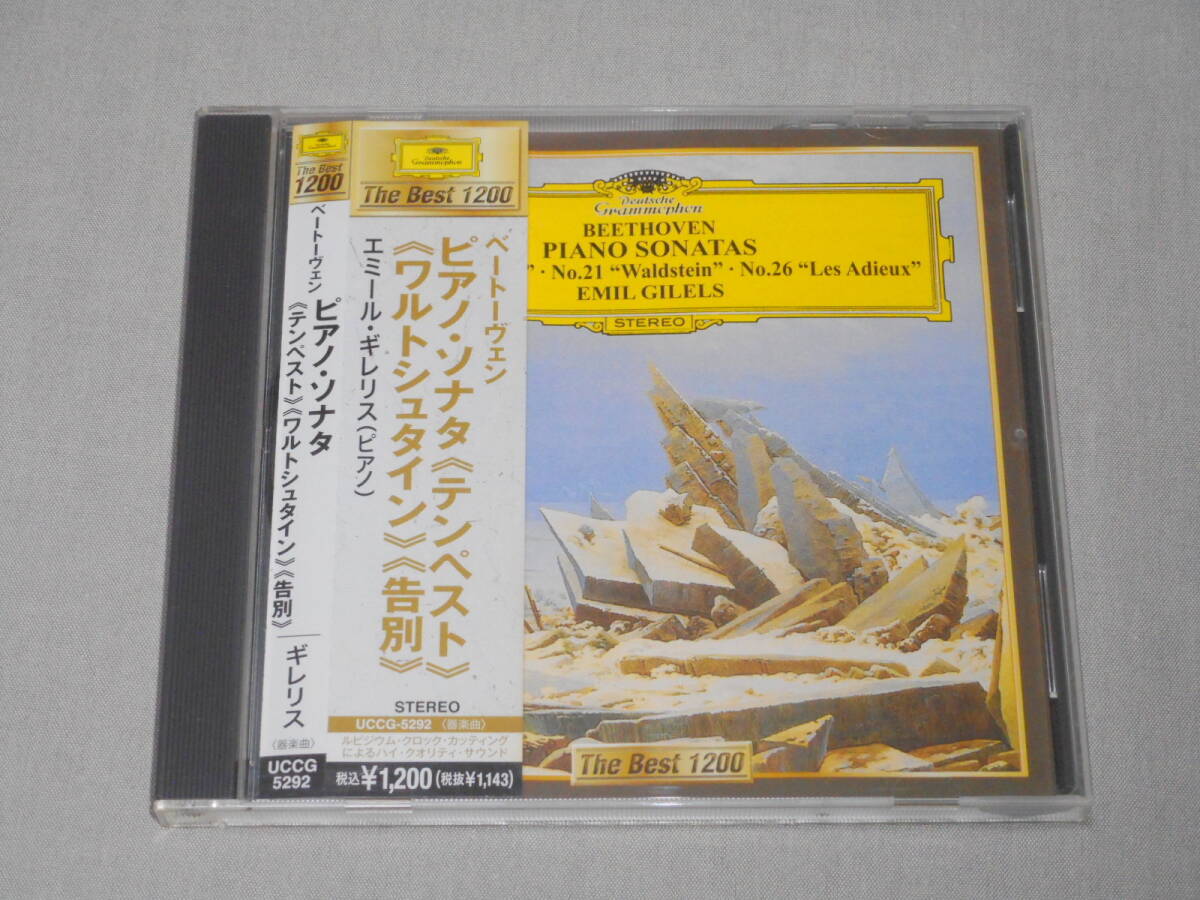 The Best
1200
ベートーヴェン
ピアノ・ソナタ
《テンペスト》《ワルトシュタイン》《告別》
ギレリス
〈器楽曲〉
UCCG
5292
Deutsche
Grammophon
The Best 1200
ベートーヴェン
ピアノ・ソナタ《テンペスト》
《ワルトシュタイン》《告別》
エミール・ギレリス(ピアノ)
STEREO
UCCG-5292 〈器楽曲〉
ルビジウム・クロック・カッティング
によるハイ・クオリティ・サウンド
税込¥1,200(税抜¥1,143)
Deutsche
Grammophon
BEETHOVEN
PIANO SONATAS
” · No.21 “Waldstein” · No.26 “Les Adieux”
EMIL GILELS
STEREO
The Best 1200